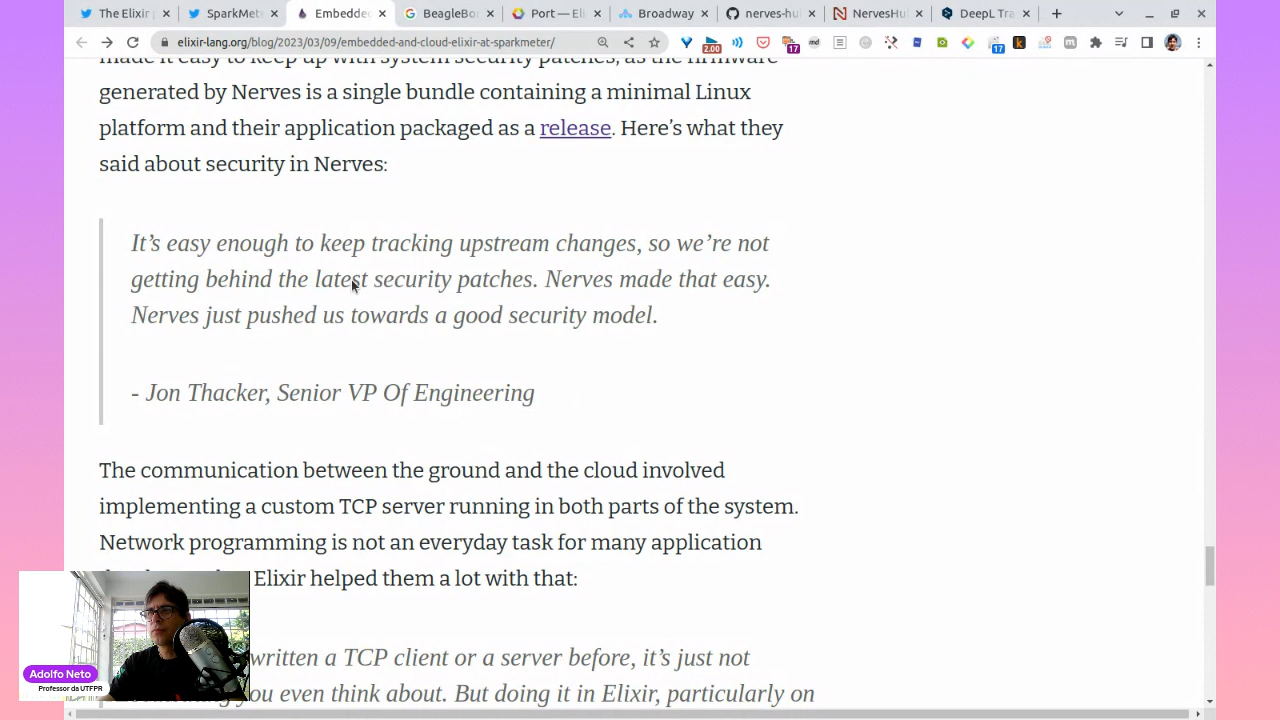 The Elixir
SparkMet
Embedde
BeagleBo
Port — Eli
Broadway
nerves-hu
NervesHu
DeepL Tra
elixir-lang.org/blog/2023/03/09/embedded-and-cloud-elixir-at-sparkmeter/
2.00
17
md
17
made it easy to keep up with system security patches, as the firmware
generated by Nerves is a single bundle containing a minimal Linux
platform and their application packaged as a release. Here’s what they
said about security in Nerves:
It’s easy enough to keep tracking upstream changes, so we’re not
getting behind the latest security patches. Nerves made that easy.
Nerves just pushed us towards a good security model.
- Jon Thacker, Senior VP Of Engineering
The communication between the ground and the cloud involved
implementing a custom TCP server running in both parts of the system.
Network programming is not an everyday task for many application
Elixir helped them a lot with that:
written a TCP client or a server before, it’s just not
you even think about. But doing it in Elixir, particularly on
Adolfo Neto
Professor da UTFPR